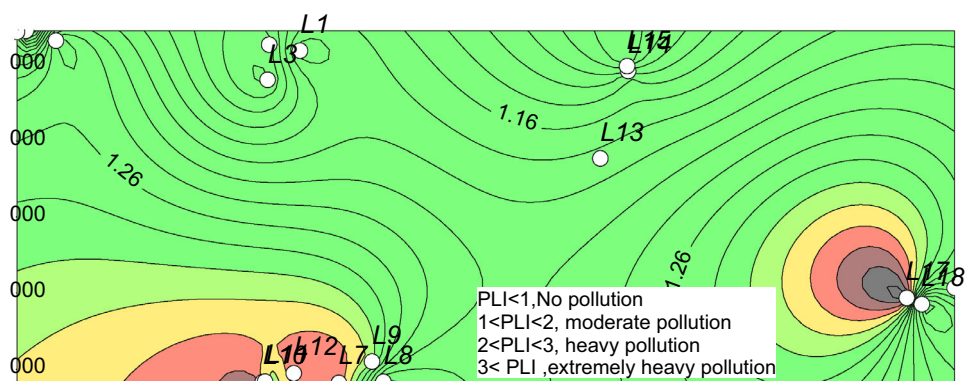 L1
L3
L14
000
1.16
L13
000
1.26
000
1.26
L17
L18
000
PLI<1,No pollution
1<PLI<2, moderate pollution
2<PLI<3, heavy pollution
3< PLI ,extremely heavy pollution
L9
L12
L7
L8
000